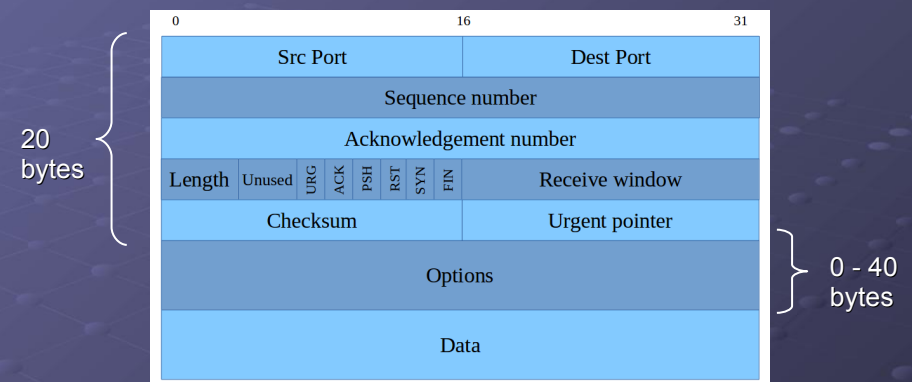 0 16 31
Src Port Dest Port
Sequence number
Acknowledgement number
20
bytes
Length Unused URG ACK PSH RST SYN FIN Receive window
Checksum Urgent pointer
Options
0 - 40
bytes
Data